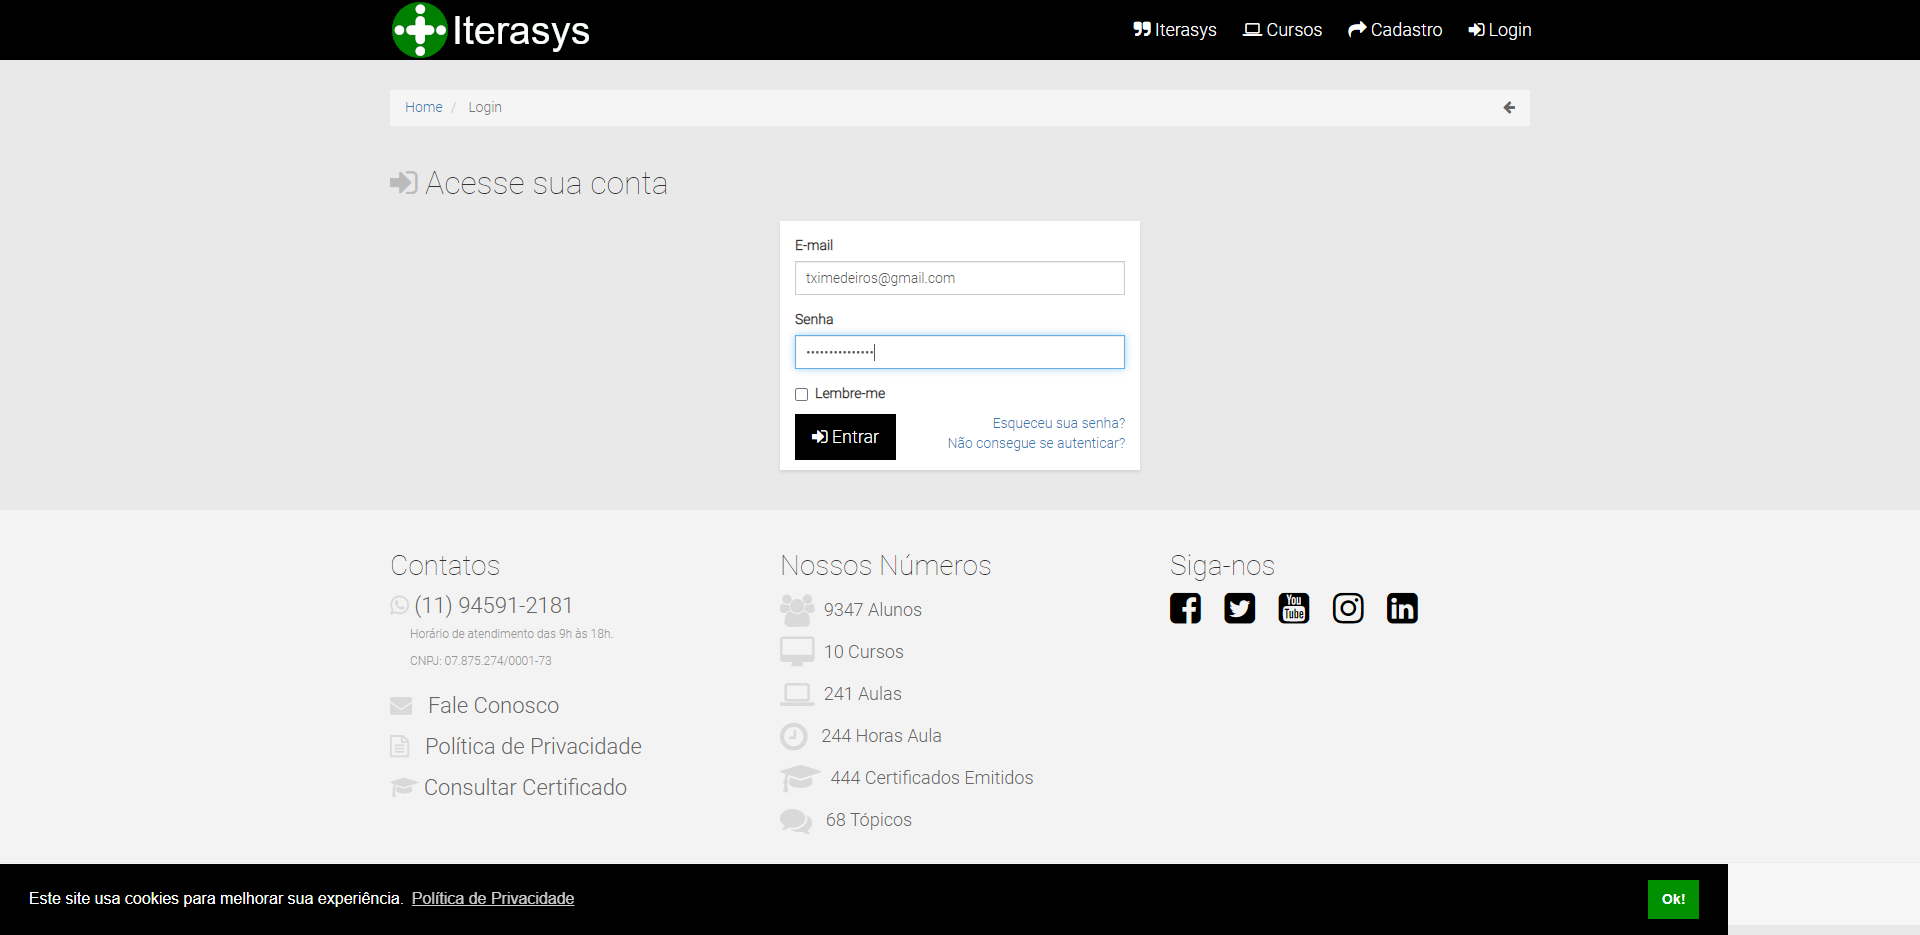 Iterasys
Iterasys Cursos Cadastro Login
Home / Login
Acesse sua conta
E-mail
tximedeiros@gmail.com
Senha
•••••••••••••••
Lembre-me
Entrar
Esqueceu sua senha?
Não consegue se autenticar?
Contatos
(11) 94591-2181
Horário de atendimento das 9h às 18h.
CNPJ: 07.875.274/0001-73
Fale Conosco
Política de Privacidade
Consultar Certificado
Nossos Números
9347 Alunos
10 Cursos
241 Aulas
244 Horas Aula
444 Certificados Emitidos
68 Tópicos
Siga-nos
You
Tube
in
Este site usa cookies para melhorar sua experiência. Política de Privacidade
Ok!